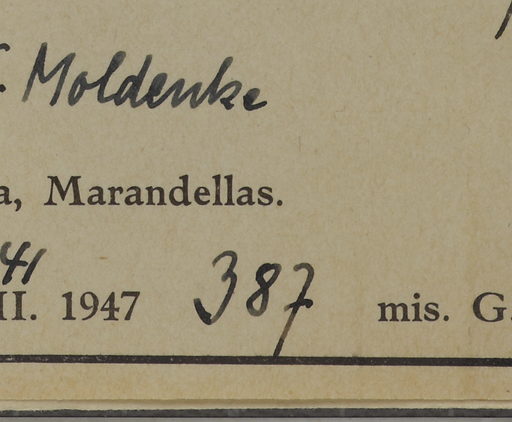 Moldenke
a, Marandellas.
41
II. 1947 387 mis. G.